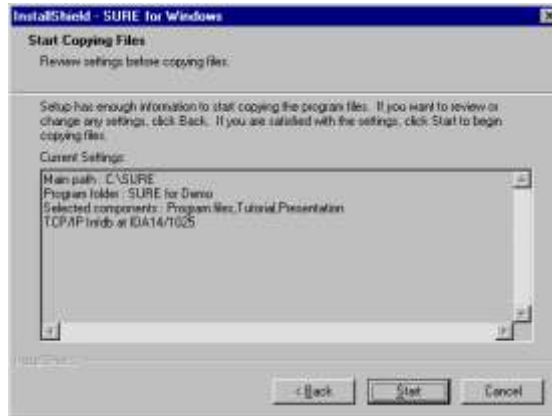 InstallShield - SURE for Windows
Start Copying Files
Review settings before copying files.
Setup has enough information to start copying the program files. If you want to review or
change any settings, click Back. If you are satisfied with the settings, click Start to begin
copying files.
Current Settings:
Main path : C:\SURE
Program folder : SURE for Demo
Selected components : Program files,Tutorial,Presentation
TCP/IP at IDA14/1025
< Back
Start
Cancel